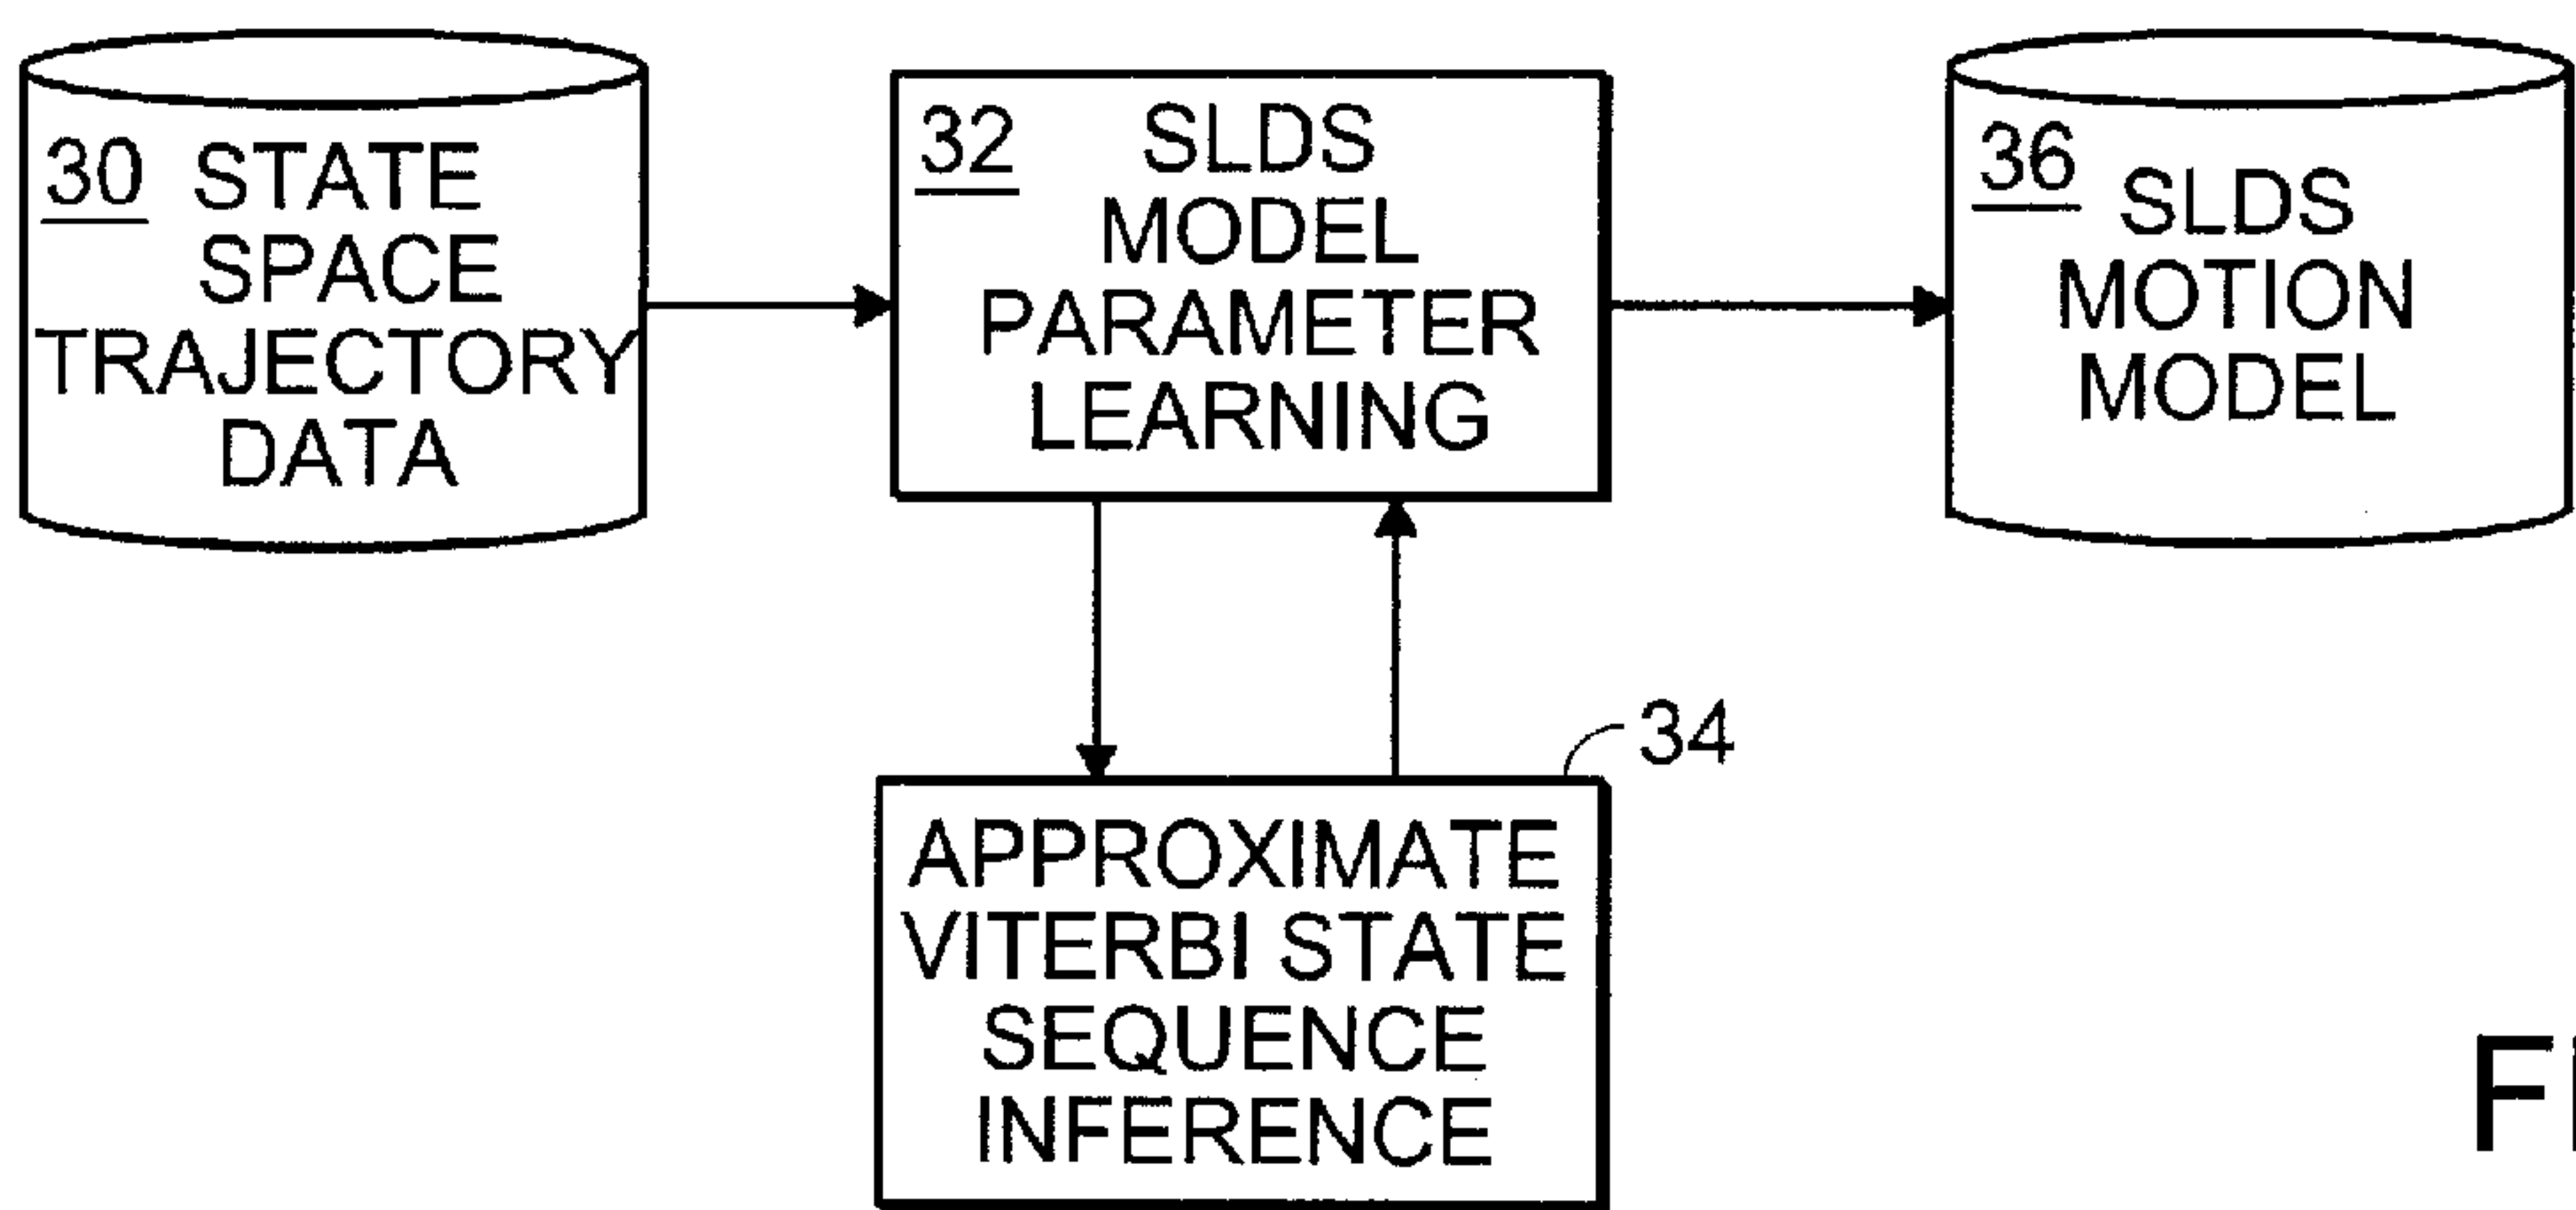 30 STATE
SPACE
TRAJECTORY
DATA
32 SLDS
MODEL
PARAMETER
LEARNING
36 SLDS
MOTION
MODEL
34
APPROXIMATE
VITERBI STATE
SEQUENCE
INFERENCE